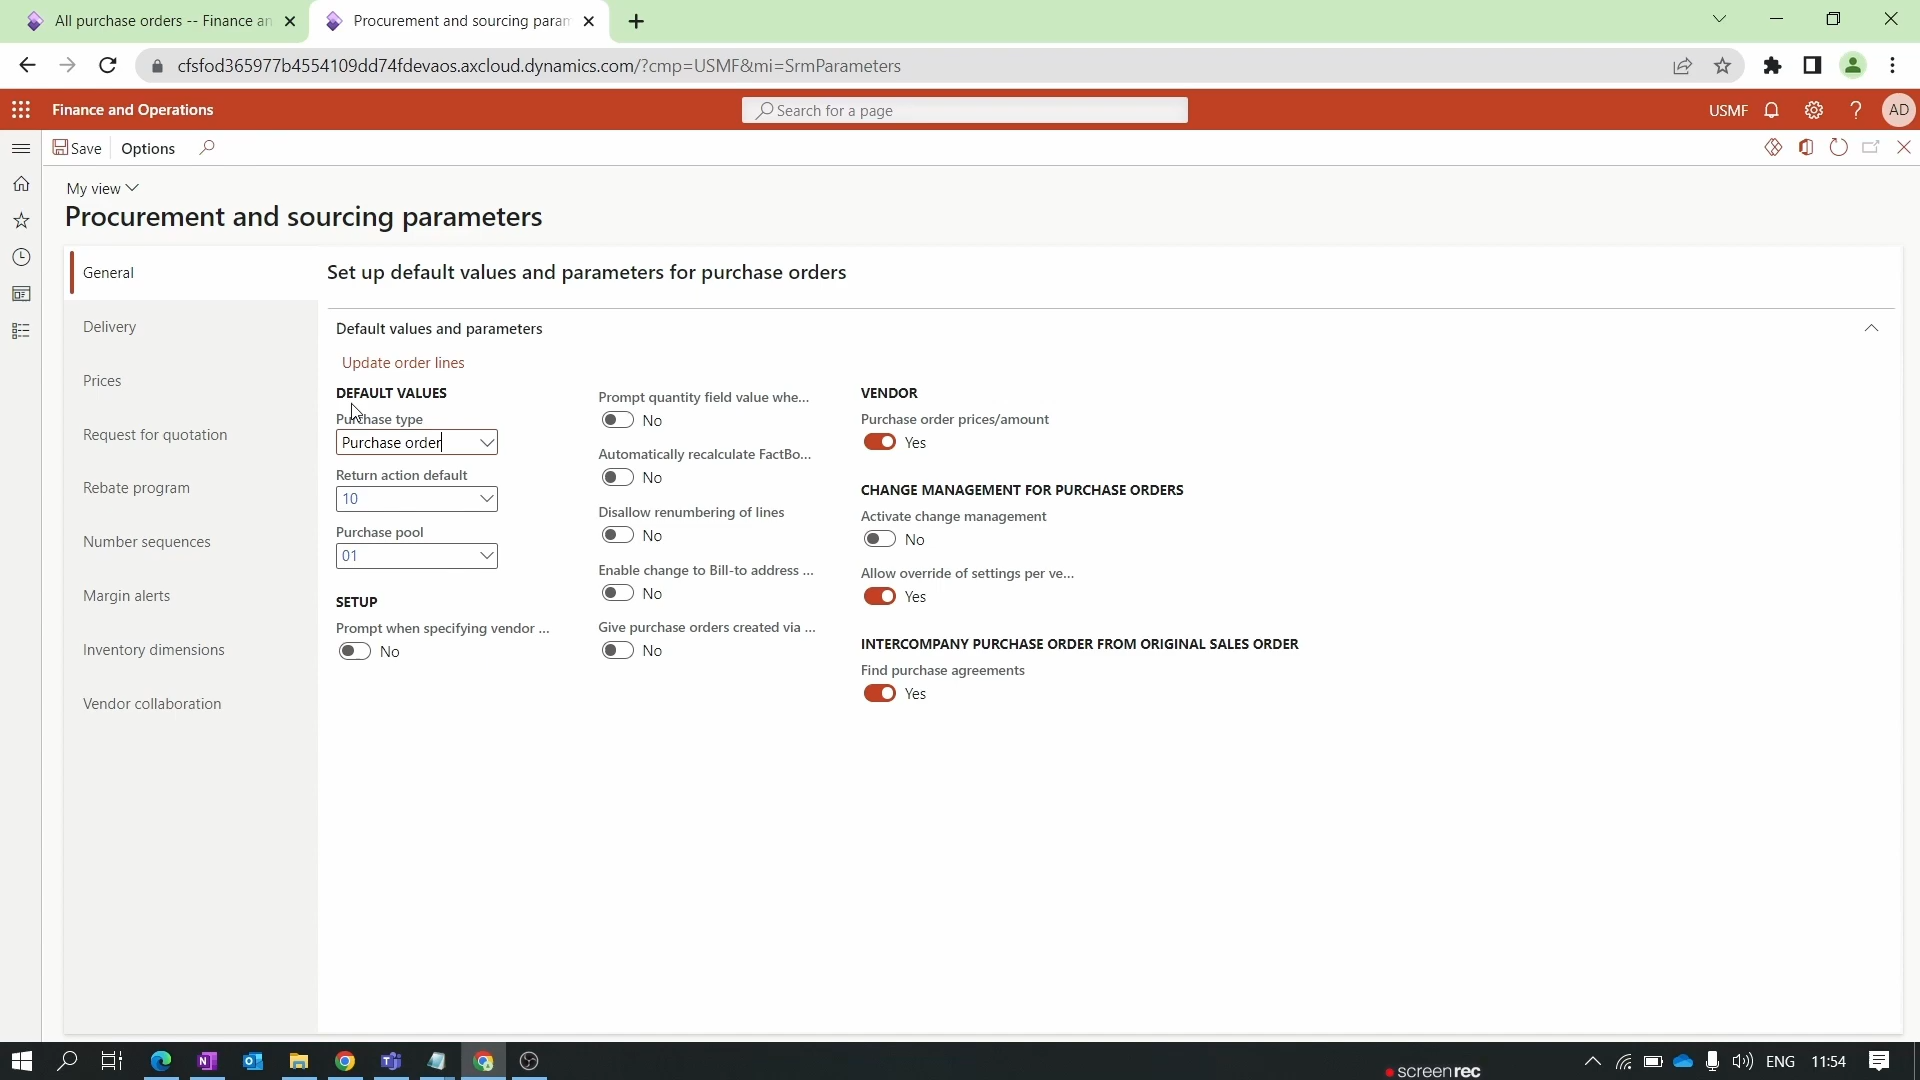 All purchase orders -- Finance an
Procurement and sourcing param
cfsfod365977b4554109dd74fdevaos.axcloud.dynamics.com/?cmp=USMF&mi=SrmParameters
Finance and Operations
Search for a page
USMF
?
AD
Save
Options
My view
Procurement and sourcing parameters
General
Delivery
Prices
Request for quotation
Rebate program
Number sequences
Margin alerts
Inventory dimensions
Vendor collaboration
Set up default values and parameters for purchase orders
Default values and parameters
Update order lines
DEFAULT VALUES
Purchase type
Purchase order
Return action default
10
Purchase pool
01
SETUP
Prompt when specifying vendor ...
No
Prompt quantity field value whe...
No
Automatically recalculate FactBo...
No
Disallow renumbering of lines
No
Enable change to Bill-to address ...
No
Give purchase orders created via ...
No
VENDOR
Purchase order prices/amount
Yes
CHANGE MANAGEMENT FOR PURCHASE ORDERS
Activate change management
No
Allow override of settings per ve...
Yes
INTERCOMPANY PURCHASE ORDER FROM ORIGINAL SALES ORDER
Find purchase agreements
Yes
screenrec
ENG
11:54